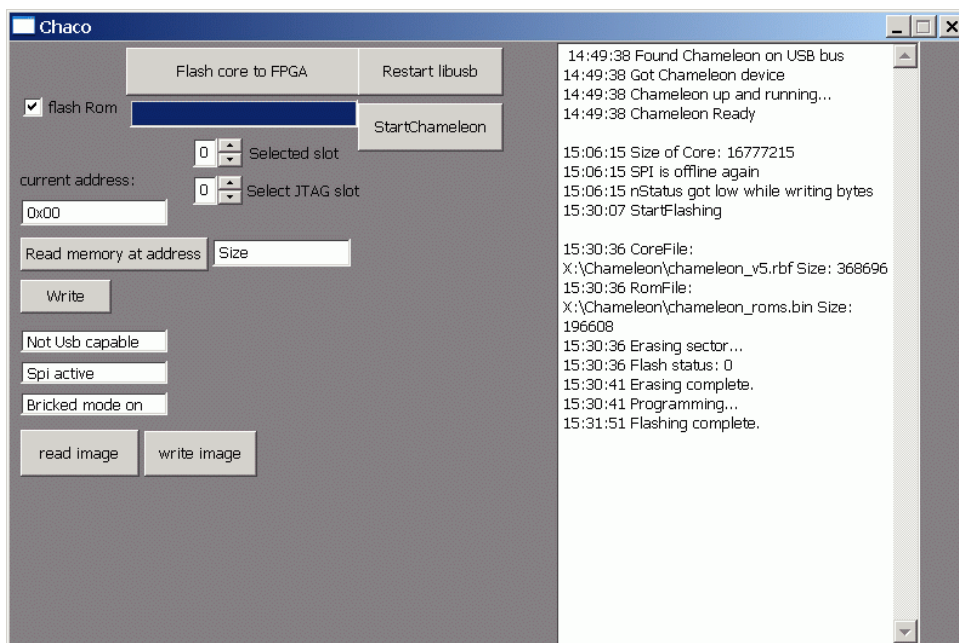 Chaco
Flash core to FPGA
Restart libusb
flash Rom
StartChameleon
0 Selected slot
current address:
0 Select JTAG slot
0x00
Read memory at address
Size
Write
Not Usb capable
Spi active
Bricked mode on
read image
write image
14:49:38 Found Chameleon on USB bus
14:49:38 Got Chameleon device
14:49:38 Chameleon up and running...
14:49:38 Chameleon Ready
15:06:15 Size of Core: 16777215
15:06:15 SPI is offline again
15:06:15 nStatus got low while writing bytes
15:30:07 StartFlashing
15:30:36 CoreFile:
X:\Chameleon\chameleon_v5.rbf Size: 368696
15:30:36 RomFile:
X:\Chameleon\chameleon_roms.bin Size:
196608
15:30:36 Erasing sector...
15:30:36 Flash status: 0
15:30:41 Erasing complete.
15:30:41 Programming...
15:31:51 Flashing complete.